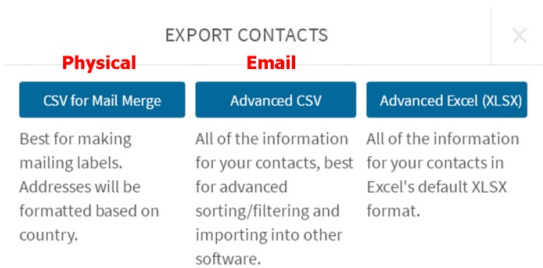 EXPORT CONTACTS
Physical
Email
CSV for Mail Merge
Advanced CSV
Advanced Excel (XLSX)
Best for making
mailing labels.
Addresses will be
formatted based on
country.
All of the information
for your contacts, best
for advanced
sorting/filtering and
importing into other
software.
All of the information
for your contacts in
Excel's default XLSX
format.